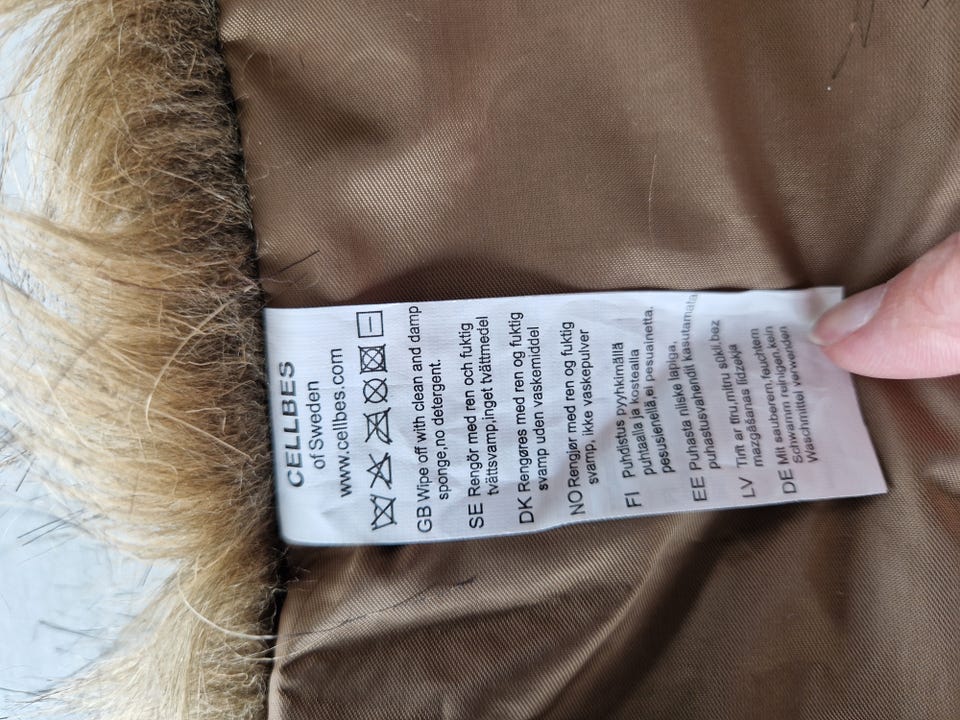 CELLBES
of Sweden
www.cellbes.com
GB Wipe off with clean and damp
sponge,no detergent.
SE Rengör med ren och fuktig
tvättsvamp,inget tvättmedel
DK Rengøres med ren og fuktig
svamp uden vaskemiddel
NO Rengjør med ren og fuktig
svamp, ikke vaskepulver
FI Puhdistus pyyhkimällä
puhtaalla ja kostealla
pesusienellä,ei pesuainetta.
EE Puhasta niiske lapiga,
puhastusvahendit kasutamata
LV Tīrīt ar tīru,mitru sūkli,bez
mazgāšanas līdzekļa
DE Mit sauberem,feuchtem
Schwamm reinigen,kein
Waschmittel verwenden